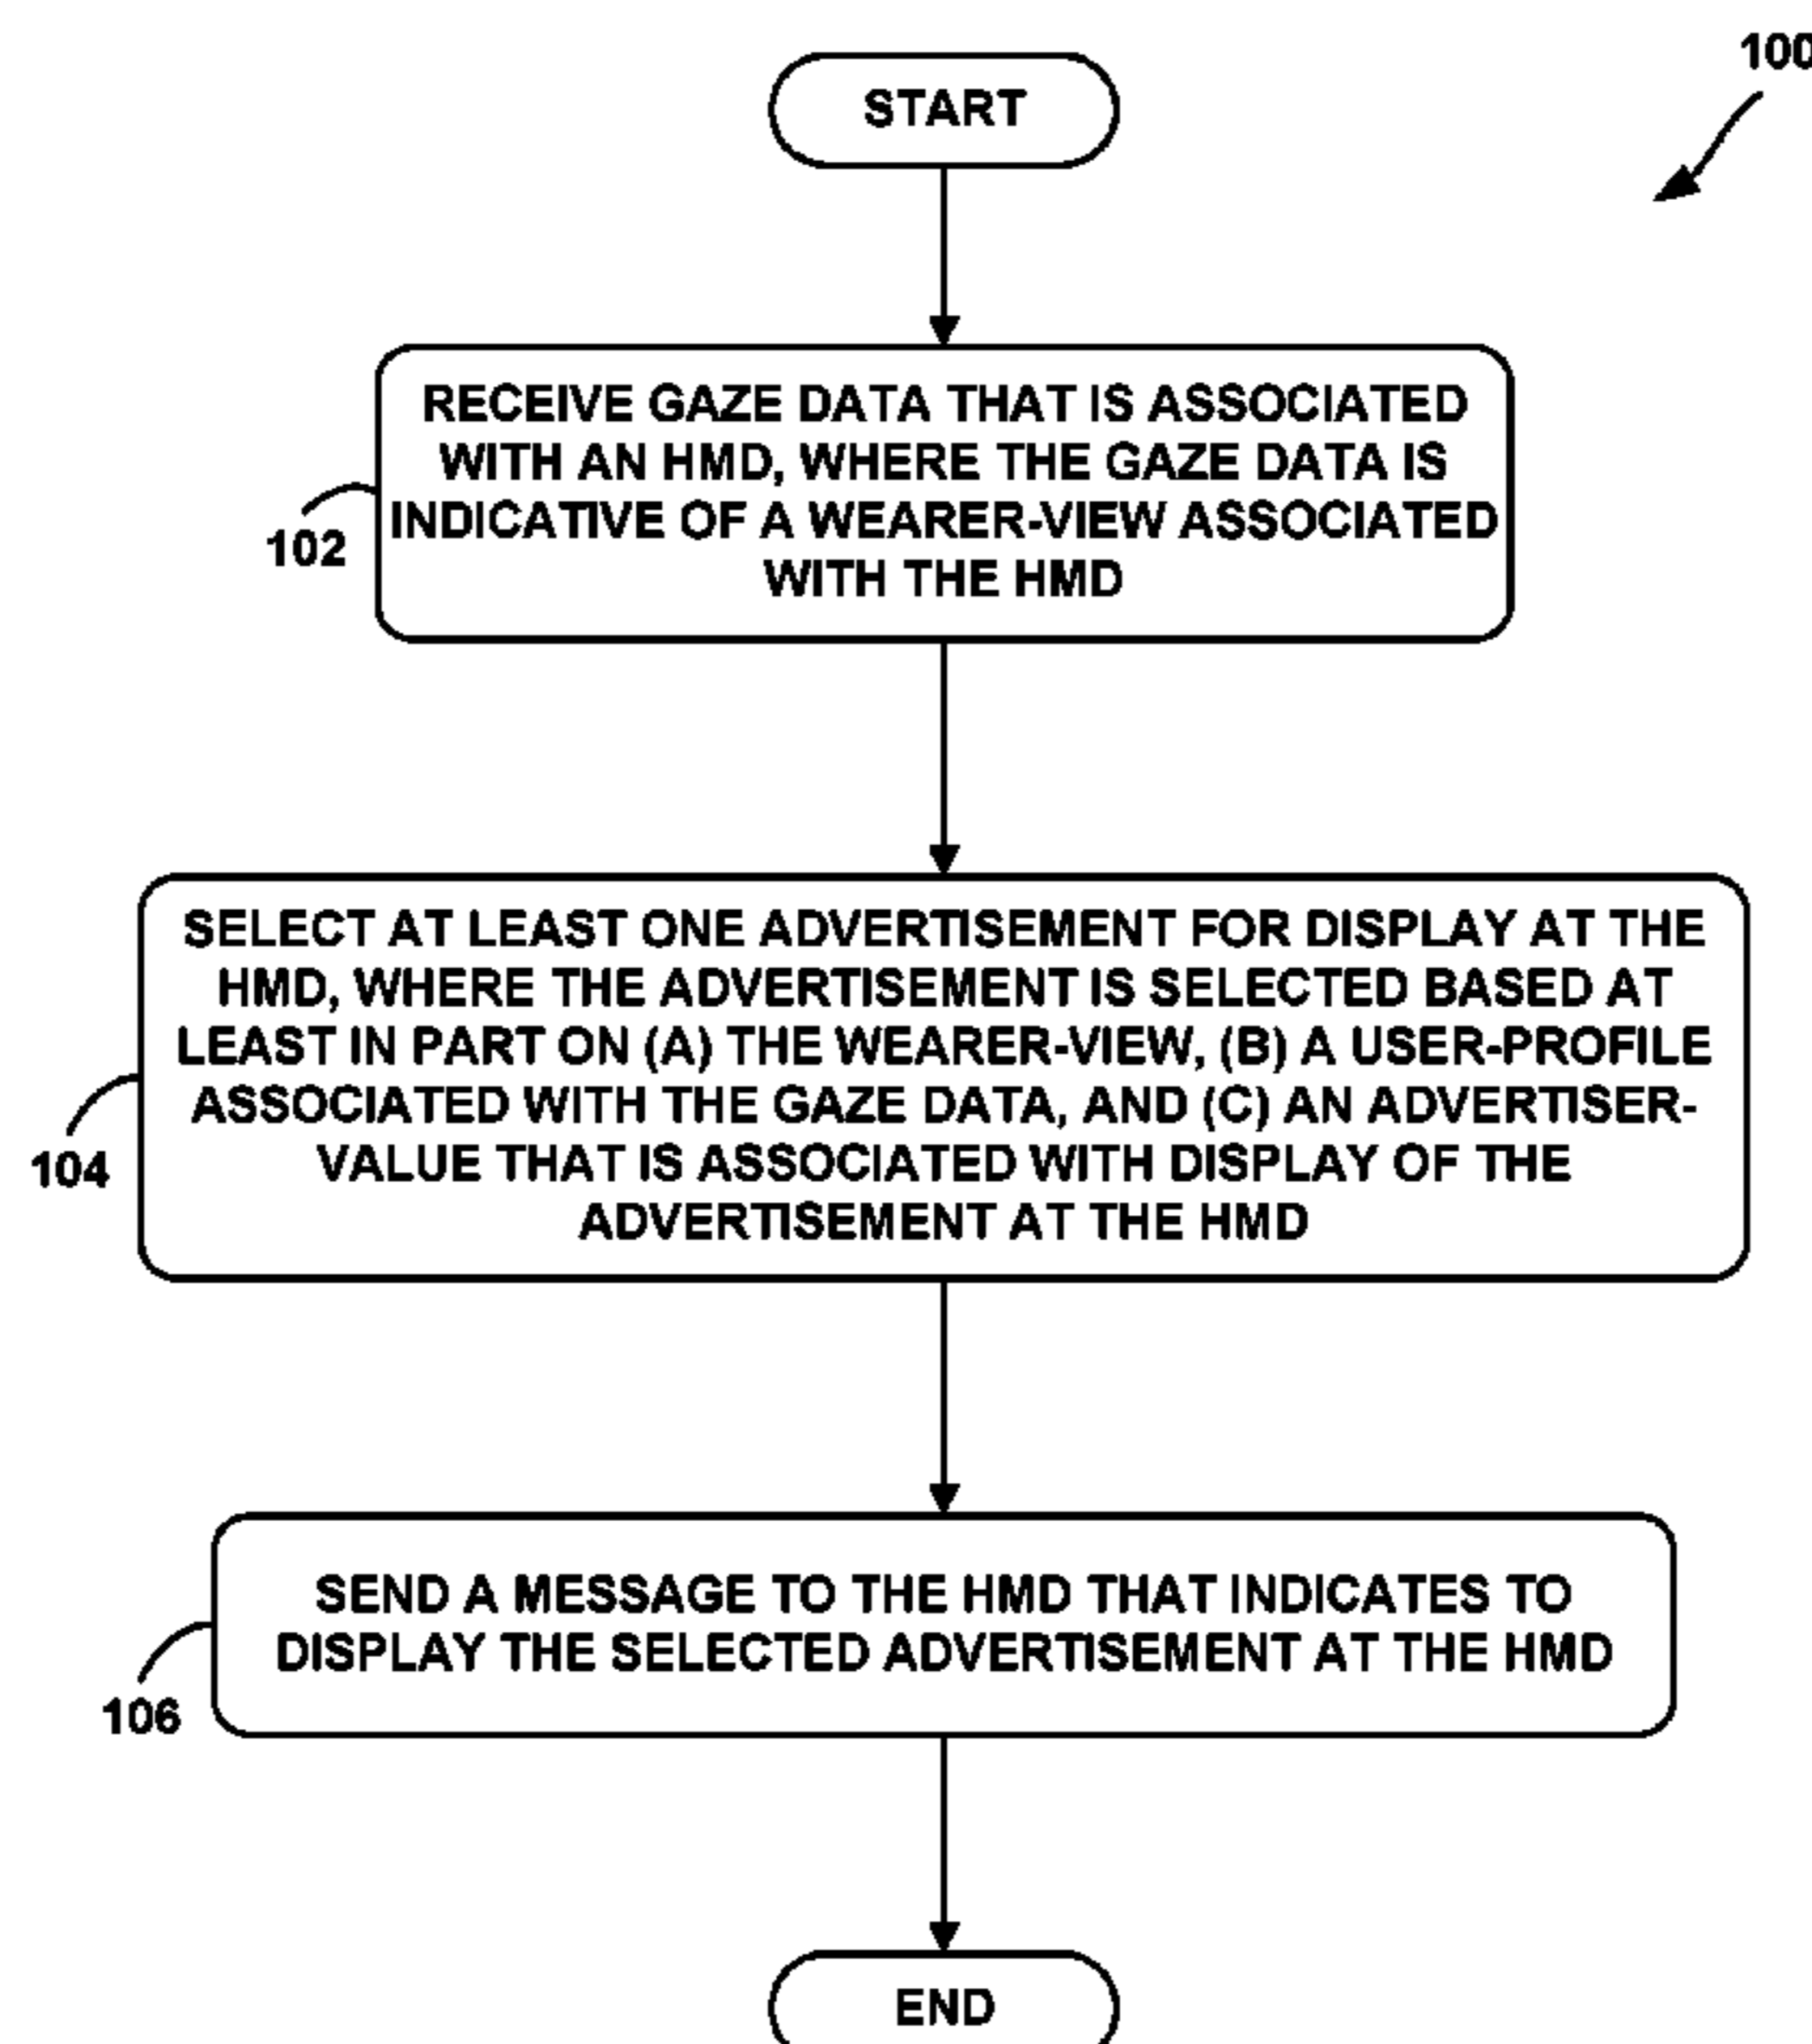 100
START
RECEIVE GAZE DATA THAT IS ASSOCIATED
WITH AN HMD, WHERE THE GAZE DATA IS
INDICATIVE OF A WEARER-VIEW ASSOCIATED
WITH THE HMD
102
SELECT AT LEAST ONE ADVERTISEMENT FOR DISPLAY AT THE
HMD, WHERE THE ADVERTISEMENT IS SELECTED BASED AT
LEAST IN PART ON (A) THE WEARER-VIEW, (B) A USER-PROFILE
ASSOCIATED WITH THE GAZE DATA, AND (C) AN ADVERTISER-
VALUE THAT IS ASSOCIATED WITH DISPLAY OF THE
ADVERTISEMENT AT THE HMD
104
SEND A MESSAGE TO THE HMD THAT INDICATES TO
DISPLAY THE SELECTED ADVERTISEMENT AT THE HMD
106
END